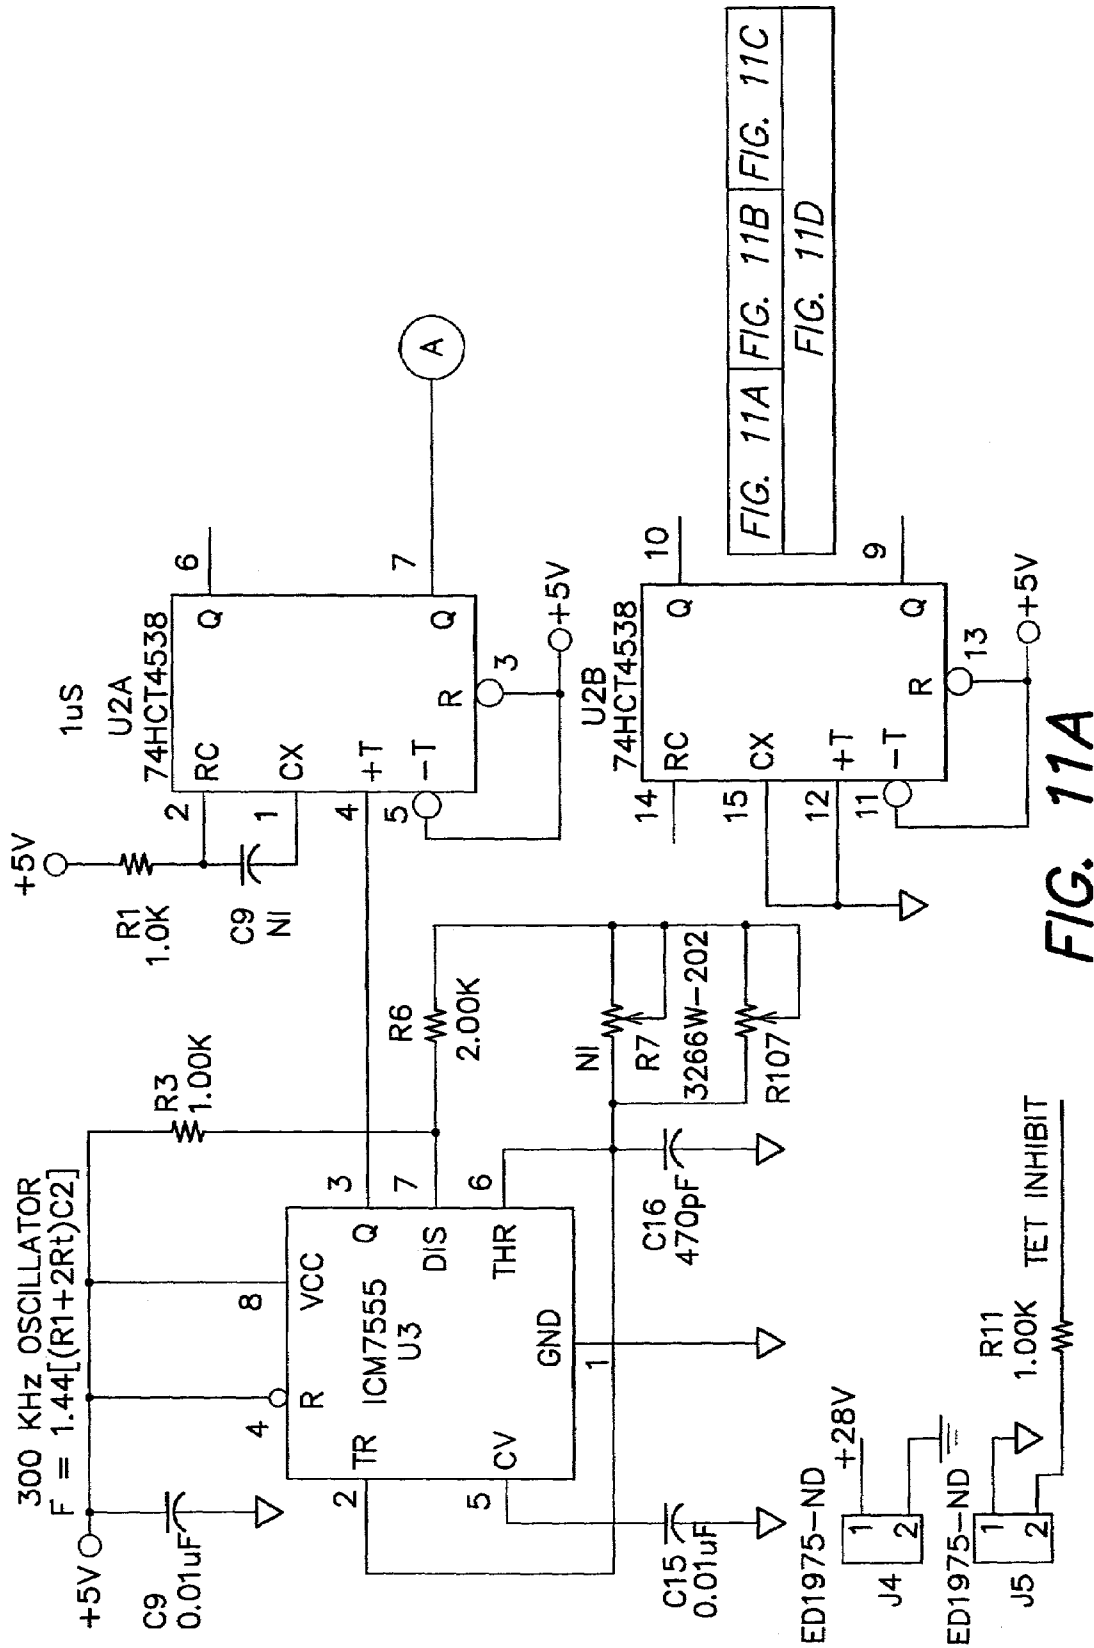 300 KHz OSCILLATOR
F = 1.44[(R1+2Rt)C2]
+5V
C9
0.01uF
R3
1.00K
4
8
R
VCC
ICM7555
U3
2
TR
Q
3
DIS
7
5
CV
THR
6
GND
1
C15
0.01uF
C16
470pF
R6
2.00K
NI
R7
3266W-202
R107
+5V
R1
1.0K
C9
NI
1uS
U2A
74HCT4538
2
RC
Q
6
1
CX
4
+T
5
-T
Q
7
R
3
+5V
A
U2B
74HCT4538
14
RC
Q
10
15
CX
12
+T
11
-T
Q
9
R
13
+5V
ED1975-ND
+28V
1
2
J4
ED1975-ND
1
2
J5
R11
1.00K
TET INHIBIT
FIG. 11A
FIG. 11B
FIG. 11C
FIG. 11D
FIG. 11A